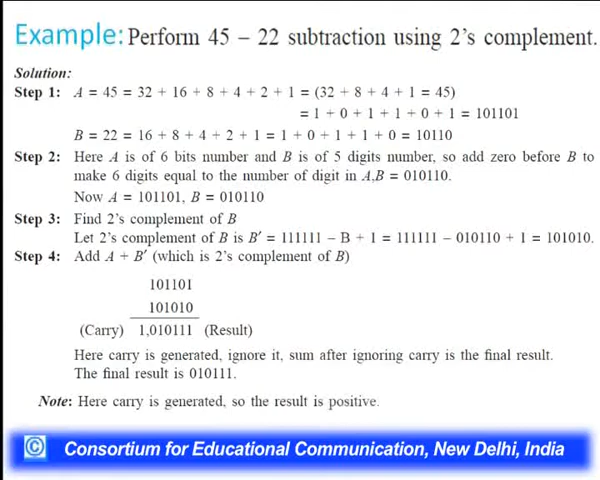 Example: Perform 45 – 22 subtraction using 2's complement.
Solution:
Step 1: A = 45 = 32 + 16 + 8 + 4 + 2 + 1 = (32 + 8 + 4 + 1 = 45)
= 1 + 0 + 1 + 1 + 0 + 1 = 101101
B = 22 = 16 + 8 + 4 + 2 + 1 = 1 + 0 + 1 + 1 + 0 = 10110
Step 2: Here A is of 6 bits number and B is of 5 digits number, so add zero before B to
make 6 digits equal to the number of digit in A,B = 010110.
Now A = 101101, B = 010110
Step 3: Find 2's complement of B
Let 2's complement of B is B′ = 111111 – B + 1 = 111111 – 010110 + 1 = 101010.
Step 4: Add A + B′ (which is 2's complement of B)
101101
101010
(Carry) 1,010111 (Result)
Here carry is generated, ignore it, sum after ignoring carry is the final result.
The final result is 010111.
Note: Here carry is generated, so the result is positive.
© Consortium for Educational Communication, New Delhi, India